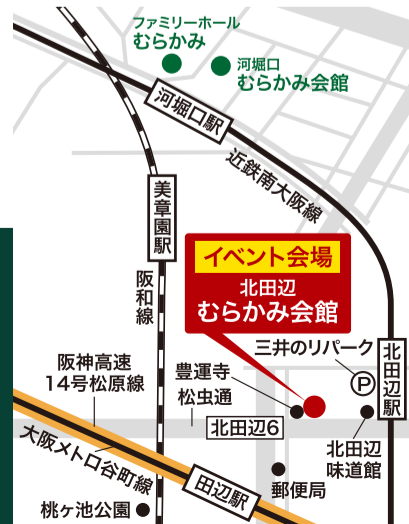 ファミリーホール
むらかみ
河堀口
むらかみ会館
河堀口駅
近鉄南大阪線
美章園駅
阪和線
イベント会場
北田辺
むらかみ会館
三井のリパーク
P
北田辺駅
阪神高速
14号松原線
豊運寺
松虫通
北田辺6
北田辺
味道館
大阪メトロ谷町線
田辺駅
郵便局
桃ヶ池公園